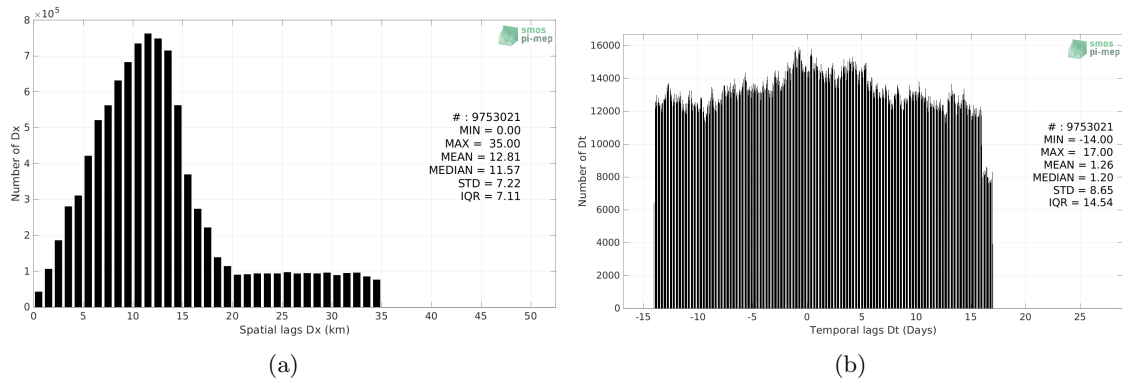 8 ×10⁵
7
6
5
4
3
2
1
0
0 5 10 15 20 25 30 35 40 45 50
Number of Dx
Spatial lags Dx (km)
smos
pi-mep
# : 9753021
MIN = 0.00
MAX = 35.00
MEAN = 12.81
MEDIAN = 11.57
STD = 7.22
IQR = 7.11
(a)
16000
14000
12000
10000
8000
6000
4000
2000
0
-15 -10 -5 0 5 10 15 20 25
Number of Dt
Temporal lags Dt (Days)
smos
pi-mep
# : 9753021
MIN = -14.00
MAX = 17.00
MEAN = 1.26
MEDIAN = 1.20
STD = 8.65
IQR = 14.54
(b)